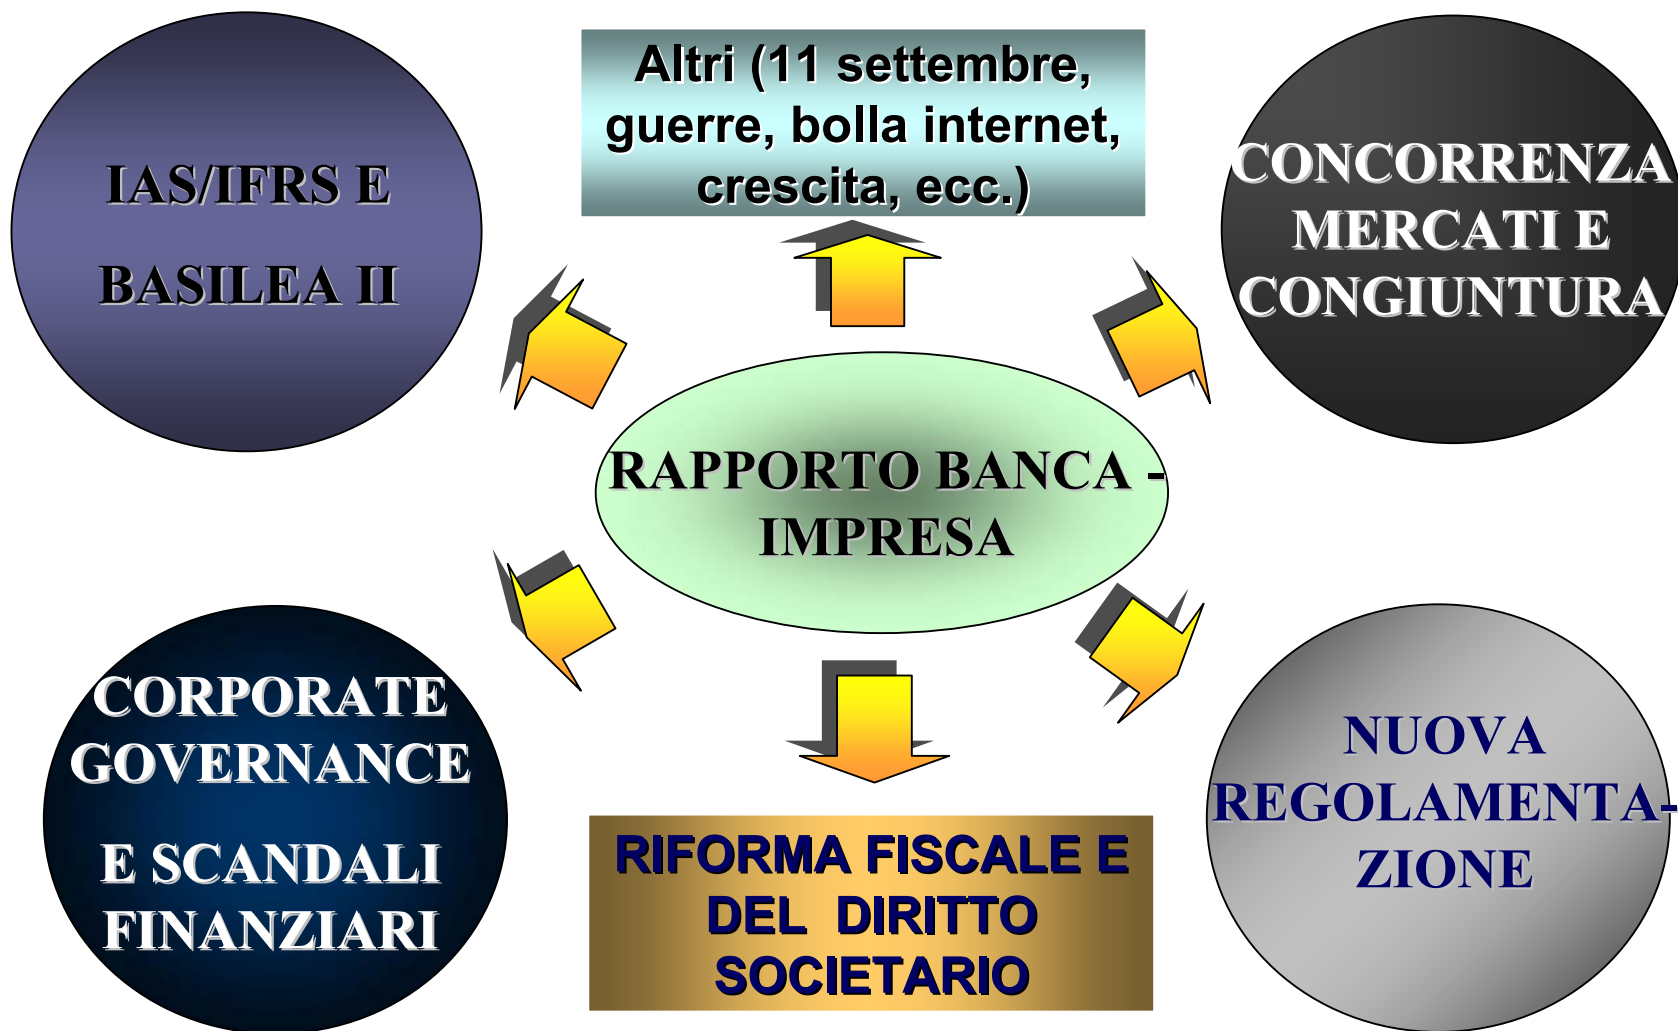 IAS/IFRS E
BASILEA II
Altri (11 settembre,
guerre, bolla internet,
crescita, ecc.)
CONCORRENZA
MERCATI E
CONGIUNTURA
RAPPORTO BANCA -
IMPRESA
CORPORATE
GOVERNANCE
E SCANDALI
FINANZIARI
RIFORMA FISCALE E
DEL  DIRITTO
SOCIETARIO
NUOVA
REGOLAMENTA-
ZIONE